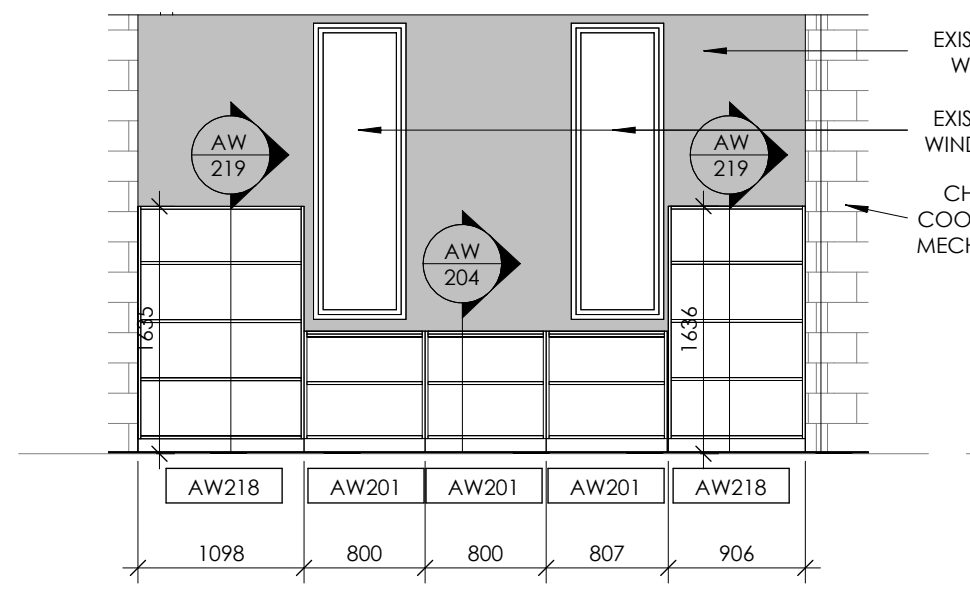 EXIS
W
EXIS
WIND
CH
COO
MECH
AW
219
AW
219
AW
204
1635
1636
AW218
AW201
AW201
AW201
AW218
1098
800
800
807
906